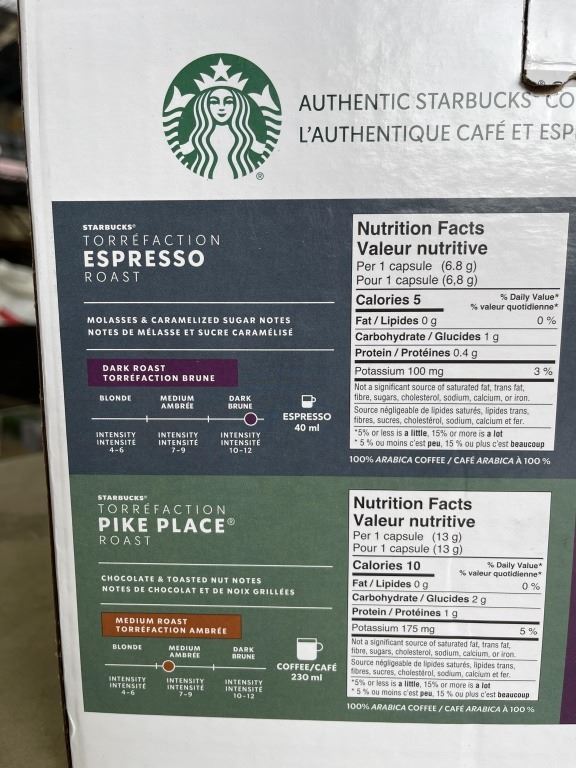 AUTHENTIC STARBUCKS® CO
L'AUTHENTIQUE CAFÉ ET ESP
STARBUCKS®
TORRÉFACTION
ESPRESSO
ROAST
MOLASSES & CARAMELIZED SUGAR NOTES
NOTES DE MÉLASSE ET SUCRE CARAMÉLISÉ
DARK ROAST
TORRÉFACTION BRUNE
BLONDE MEDIUM DARK
AMBRÉE BRUNE
INTENSITY INTENSITY INTENSITY
INTENSITÉ INTENSITÉ INTENSITÉ
4-6 7-9 10-12
ESPRESSO
40 ml
Nutrition Facts
Valeur nutritive
Per 1 capsule (6.8 g)
Pour 1 capsule (6,8 g)
Calories 5 % Daily Value*
% valeur quotidienne*
Fat / Lipides 0 g 0 %
Carbohydrate / Glucides 1 g
Protein / Protéines 0.4 g
Potassium 100 mg 3 %
Not a significant source of saturated fat, trans fat,
fibre, sugars, cholesterol, sodium, calcium, or iron.
Source négligeable de lipides saturés, lipides trans,
fibres, sucres, cholestérol, sodium, calcium et fer.
*5% or less is a little, 15% or more is a lot
* 5 % ou moins c'est peu, 15 % ou plus c'est beaucoup
100% ARABICA COFFEE / CAFÉ ARABICA À 100 %
STARBUCKS®
TORRÉFACTION
PIKE PLACE®
ROAST
CHOCOLATE & TOASTED NUT NOTES
NOTES DE CHOCOLAT ET DE NOIX GRILLÉES
MEDIUM ROAST
TORRÉFACTION AMBRÉE
BLONDE MEDIUM DARK
AMBRÉE BRUNE
INTENSITY INTENSITY INTENSITY
INTENSITÉ INTENSITÉ INTENSITÉ
4-6 7-9 10-12
COFFEE/CAFÉ
230 ml
Nutrition Facts
Valeur nutritive
Per 1 capsule (13 g)
Pour 1 capsule (13 g)
Calories 10 % Daily Value*
% valeur quotidienne*
Fat / Lipides 0 g 0 %
Carbohydrate / Glucides 2 g
Protein / Protéines 1 g
Potassium 175 mg 5 %
Not a significant source of saturated fat, trans fat,
fibre, sugars, cholesterol, sodium, calcium, or iron.
Source négligeable de lipides saturés, lipides trans,
fibres, sucres, cholestérol, sodium, calcium et fer.
*5% or less is a little, 15% or more is a lot
* 5 % ou moins c'est peu, 15 % ou plus c'est beaucoup
100% ARABICA COFFEE / CAFÉ ARABICA À 100 %